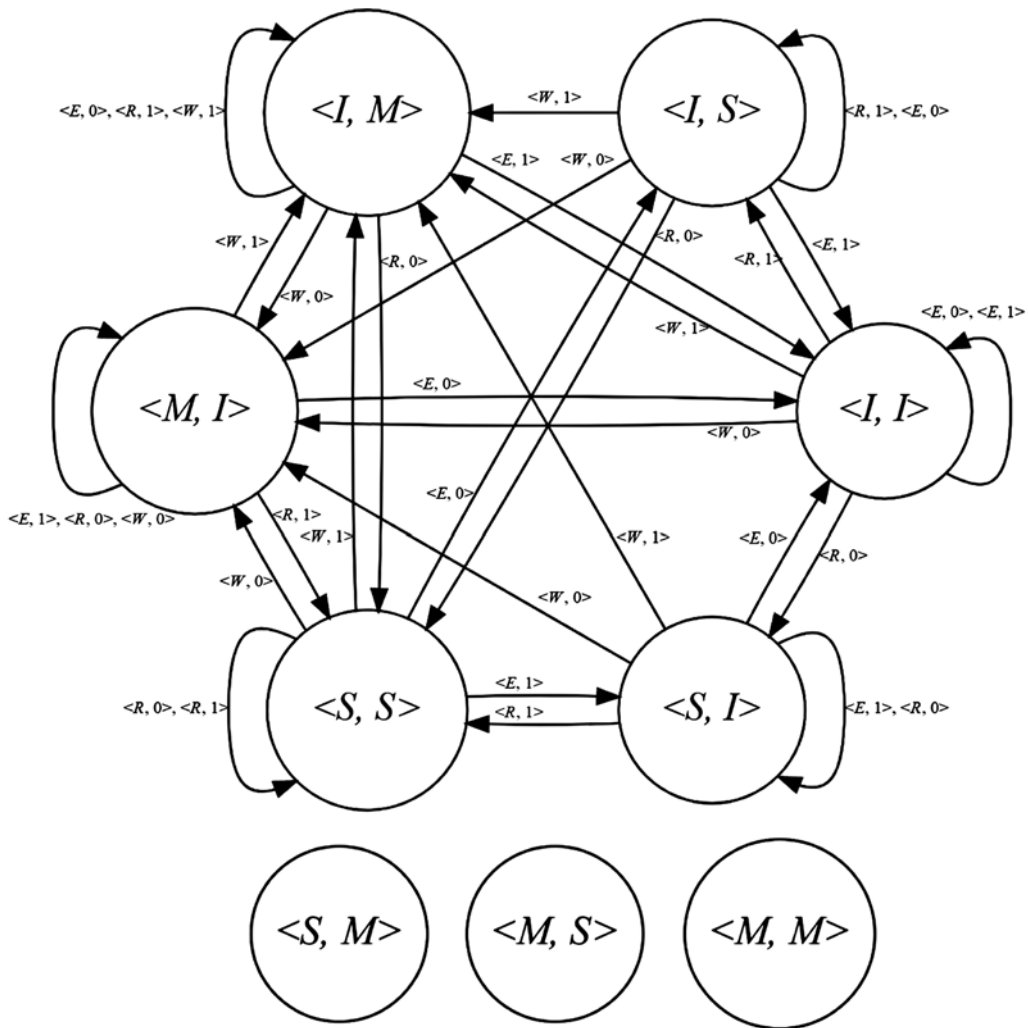 <I, M>
<I, S>
<E, 0>, <R, 1>, <W, 1>
<W, 1>
<R, 1>, <E, 0>
<E, 1>
<W, 0>
<W, 1>
<R, 0>
<R, 0>
<E, 1>
<R, 1>
<W, 0>
<E, 0>, <E, 1>
<W, 1>
<M, I>
<E, 0>
<I, I>
<W, 0>
<E, 0>
<E, 1>, <R, 0>, <W, 0>
<R, 1>
<W, 1>
<W, 1>
<E, 0>
<R, 0>
<W, 0>
<W, 0>
<E, 1>
<R, 0>, <R, 1>
<S, S>
<R, 1>
<S, I>
<E, 1>, <R, 0>
<S, M>
<M, S>
<M, M>